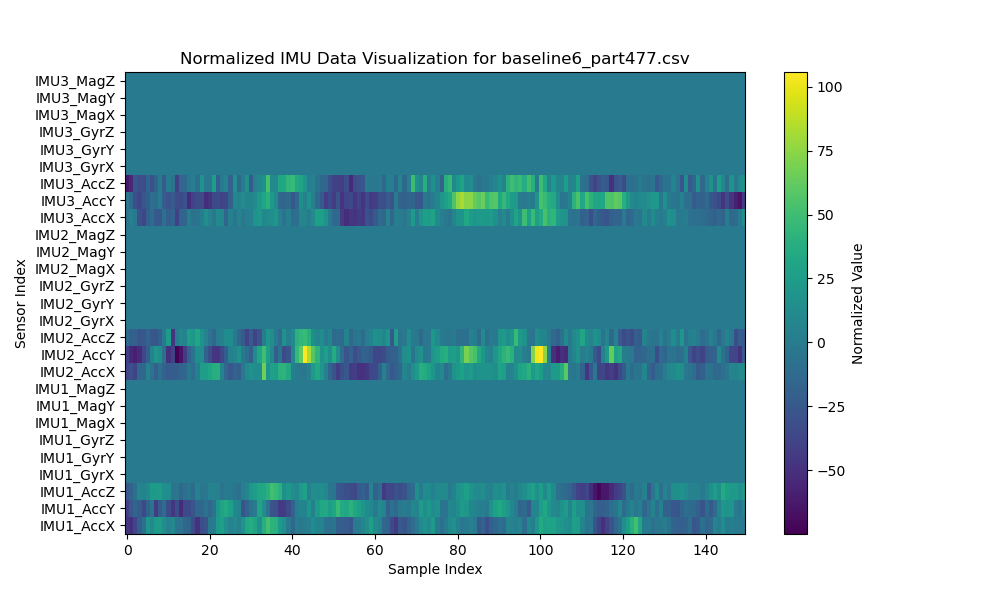 Normalized IMU Data Visualization for baseline6_part477.csv
IMU3_MagZ
IMU3_MagY
IMU3_MagX
IMU3_GyrZ
IMU3_GyrY
IMU3_GyrX
IMU3_AccZ
IMU3_AccY
IMU3_AccX
IMU2_MagZ
IMU2_MagY
IMU2_MagX
IMU2_GyrZ
IMU2_GyrY
IMU2_GyrX
IMU2_AccZ
IMU2_AccY
IMU2_AccX
IMU1_MagZ
IMU1_MagY
IMU1_MagX
IMU1_GyrZ
IMU1_GyrY
IMU1_GyrX
IMU1_AccZ
IMU1_AccY
IMU1_AccX
Sensor Index
0 20 40 60 80 100 120 140
Sample Index
100
75
50
25
0
−25
−50
Normalized Value